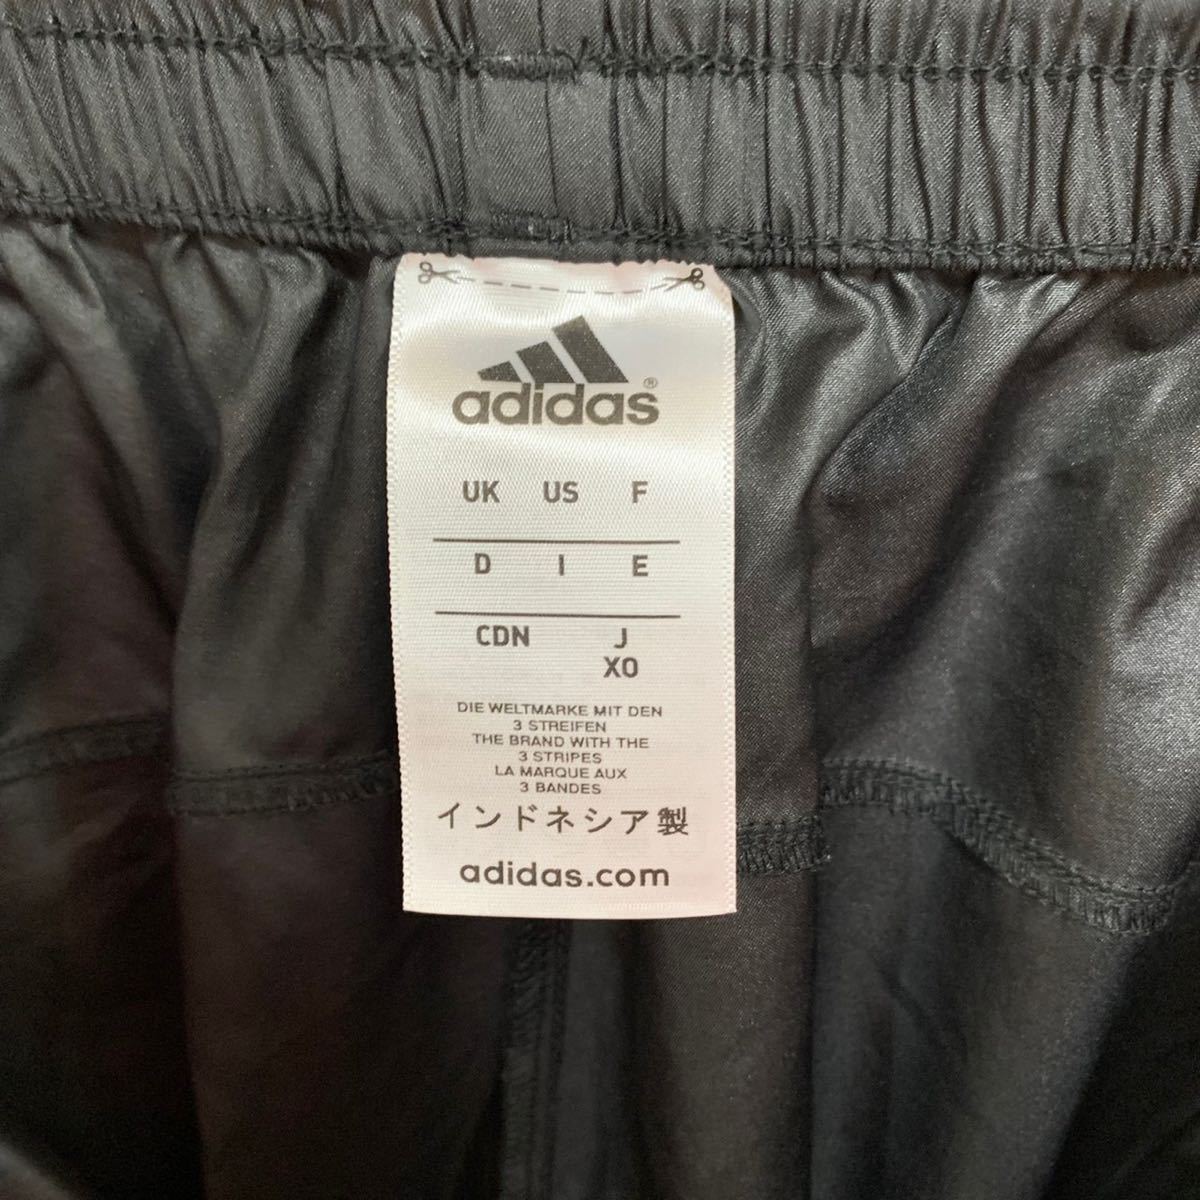 adidas®
UK US F
D I E
CDN J
XO
DIE WELTMARKE MIT DEN
3 STREIFEN
THE BRAND WITH THE
3 STRIPES
LA MARQUE AUX
3 BANDES
インドネシア製
adidas.com